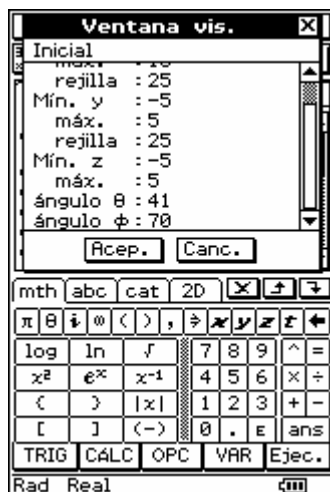 Ventana vis.
Inicial
rejilla :25
Mín. y :-5
máx. :5
rejilla :25
Mín. z :-5
máx. :5
ángulo θ :41
ángulo ϕ :70
Acep. Canc.
mth abc cat 2D
π θ i ∞ ( ) , ⇒ x y z t ←
log ln √ 7 8 9 ^ =
x² eˣ x⁻¹ 4 5 6 × ÷
( ) |x| 1 2 3 + −
[ ] (−) 0 . E ans
TRIG CÁLC OPC VAR Ejec.
Rad Real